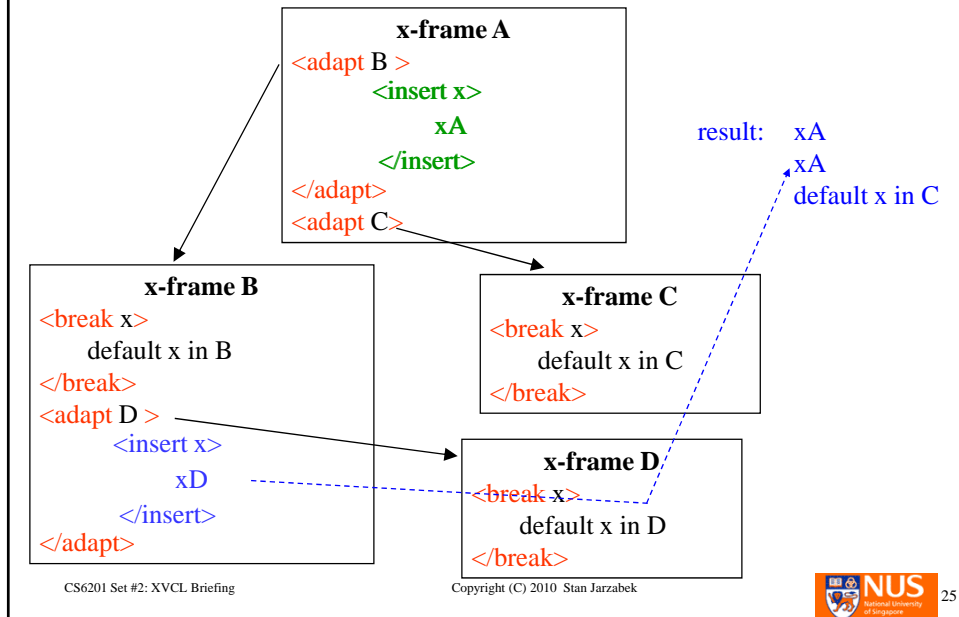 x-frame A
<adapt B >
<insert x>
xA
</insert>
</adapt>
<adapt C>
result: xA
xA
default x in C
x-frame B
<break x>
default x in B
</break>
<adapt D >
<insert x>
xD
</insert>
</adapt>
x-frame C
<break x>
default x in C
</break>
x-frame D
<break x>
default x in D
</break>
CS6201 Set #2: XVCL Briefing
Copyright (C) 2010 Stan Jarzabek
NUS
National University
of Singapore
25